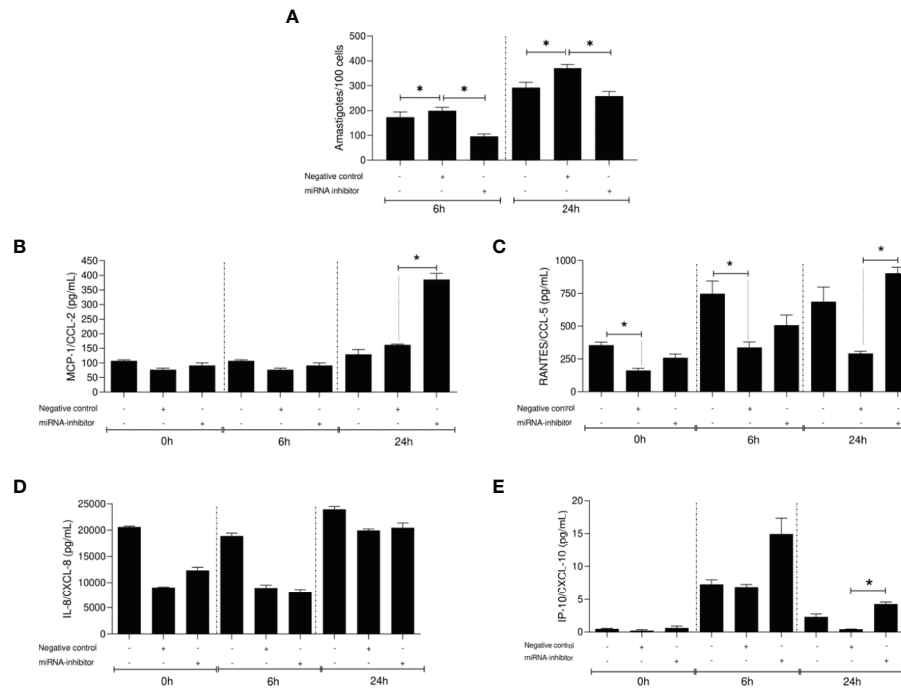 A
Amastigotes/100 cells
500
400
300
200
100
0
* * * *
Negative control - + - - + -
miRNA inhibitor - - + - - +
6h 24h
B
MCP-1/CCL-2 (pg/mL)
450
400
350
300
250
200
150
100
50
0
*
Negative control - + - - + - - + -
miRNA-inhibitor - - + - - + - - +
0h 6h 24h
C
RANTES/CCL-5 (pg/mL)
1000
750
500
250
0
* * *
Negative control - + - - + - - + -
miRNA-inhibitor - - + - - + - - +
0h 6h 24h
D
IL-8/CXCL-8 (pg/mL)
25000
20000
15000
10000
5000
0
Negative control - + - - + - - + -
miRNA-inhibitor - - + - - + - - +
0h 6h 24h
E
IP-10/CXCL-10 (pg/mL)
20
15
10
5
0
*
Negative control - + - - + - - + -
miRNA-inhibitor - - + - - + - - +
0h 6h 24h